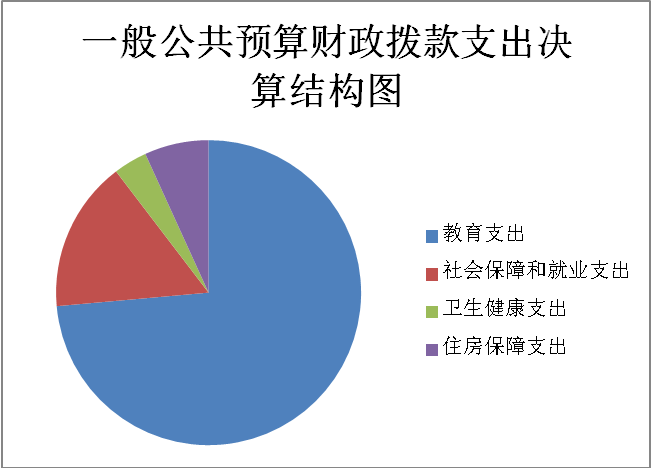 一般公共预算财政拨款支出决
算结构图
教育支出
社会保障和就业支出
卫生健康支出
住房保障支出